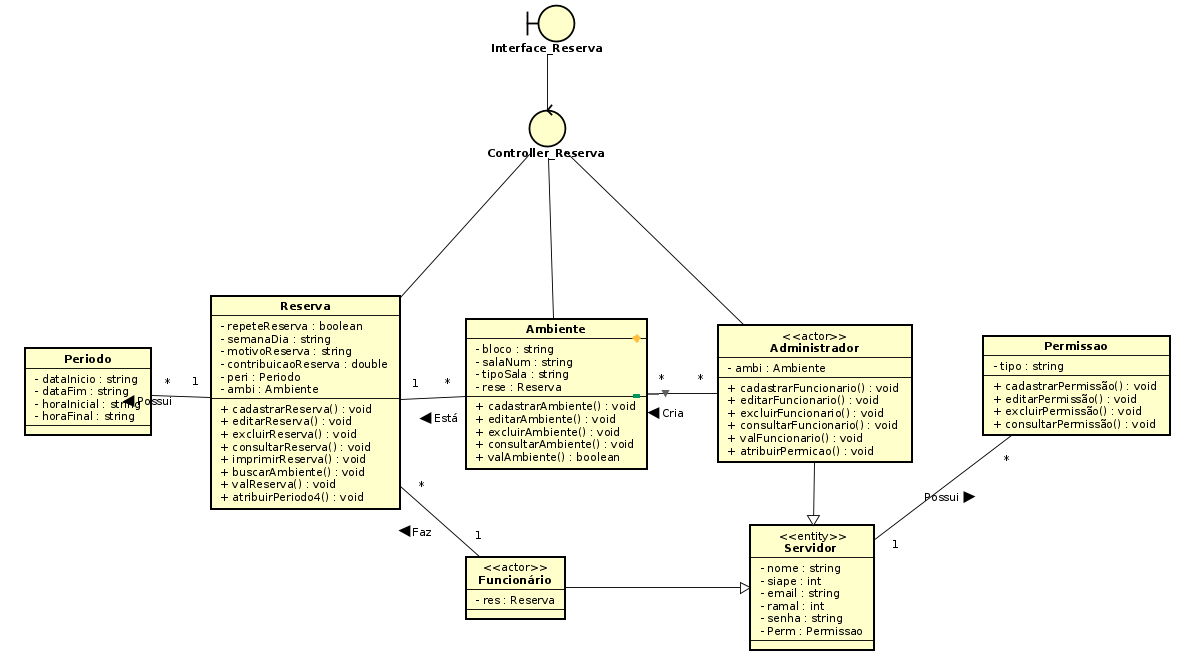 Interface_Reserva
Controller_Reserva
Periodo
- dataInicio : string
- dataFim : string
- horaInicial : string
- horaFinal : string
* 1
Possui
Reserva
- repeteReserva : boolean
- semanaDia : string
- motivoReserva : string
- contribuicaoReserva : double
- peri : Periodo
- ambi : Ambiente
+ cadastrarReserva() : void
+ editarReserva() : void
+ excluirReserva() : void
+ consultarReserva() : void
+ imprimirReserva() : void
+ buscarAmbiente() : void
+ valReserva() : void
+ atribuirPeriodo4() : void
1 *
Está
Ambiente
- bloco : string
- salaNum : string
- tipoSala : string
- rese : Reserva
+ cadastrarAmbiente() : void
+ editarAmbiente() : void
+ excluirAmbiente() : void
+ consultarAmbiente() : void
+ valAmbiente() : boolean
* *
Cria
<<actor>>
Administrador
- ambi : Ambiente
+ cadastrarFuncionario() : void
+ editarFuncionario() : void
+ excluirFuncionario() : void
+ consultarFuncionario() : void
+ valFuncionario() : void
+ atribuirPermicao() : void
Permissao
- tipo : string
+ cadastrarPermissão() : void
+ editarPermissão() : void
+ excluirPermissão() : void
+ consultarPermissão() : void
*
Possui
1
*
Faz
1
<<actor>>
Funcionário
- res : Reserva
<<entity>>
Servidor
- nome : string
- siape : int
- email : string
- ramal : int
- senha : string
- Perm : Permissao